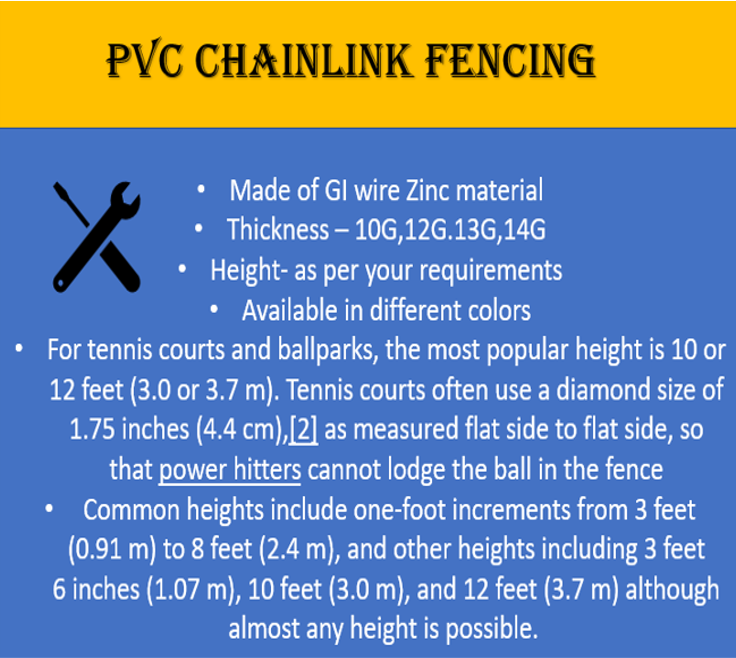 PVC CHAINLINK FENCING
• Made of GI wire Zinc material
• Thickness – 10G,12G.13G,14G
• Height- as per your requirements
• Available in different colors
• For tennis courts and ballparks, the most popular height is 10 or
12 feet (3.0 or 3.7 m). Tennis courts often use a diamond size of
1.75 inches (4.4 cm),[2] as measured flat side to flat side, so
that power hitters cannot lodge the ball in the fence
• Common heights include one-foot increments from 3 feet
(0.91 m) to 8 feet (2.4 m), and other heights including 3 feet
6 inches (1.07 m), 10 feet (3.0 m), and 12 feet (3.7 m) although
almost any height is possible.